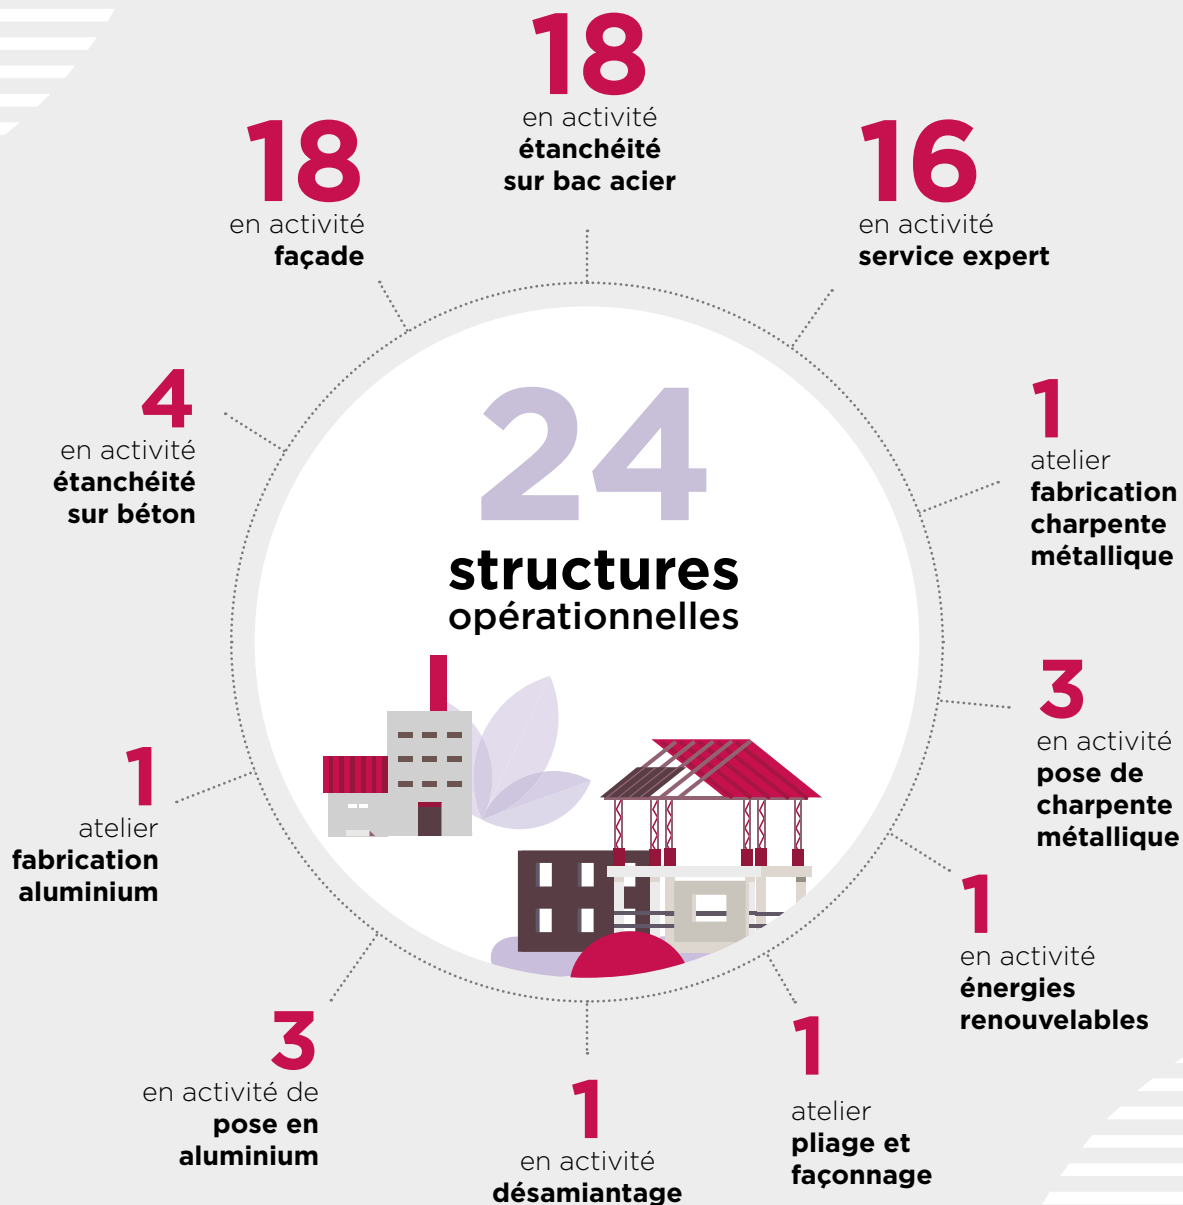 18
en activité
étanchéité
sur bac acier
18
en activité
façade
16
en activité
service expert
4
en activité
étanchéité
sur béton
24
structures
opérationnelles
1
atelier
fabrication
charpente
métallique
3
en activité
pose de
charpente
métallique
1
atelier
fabrication
aluminium
1
en activité
énergies
renouvelables
3
en activité de
pose en
aluminium
1
en activité
désamiantage
1
atelier
pliage et
façonnage